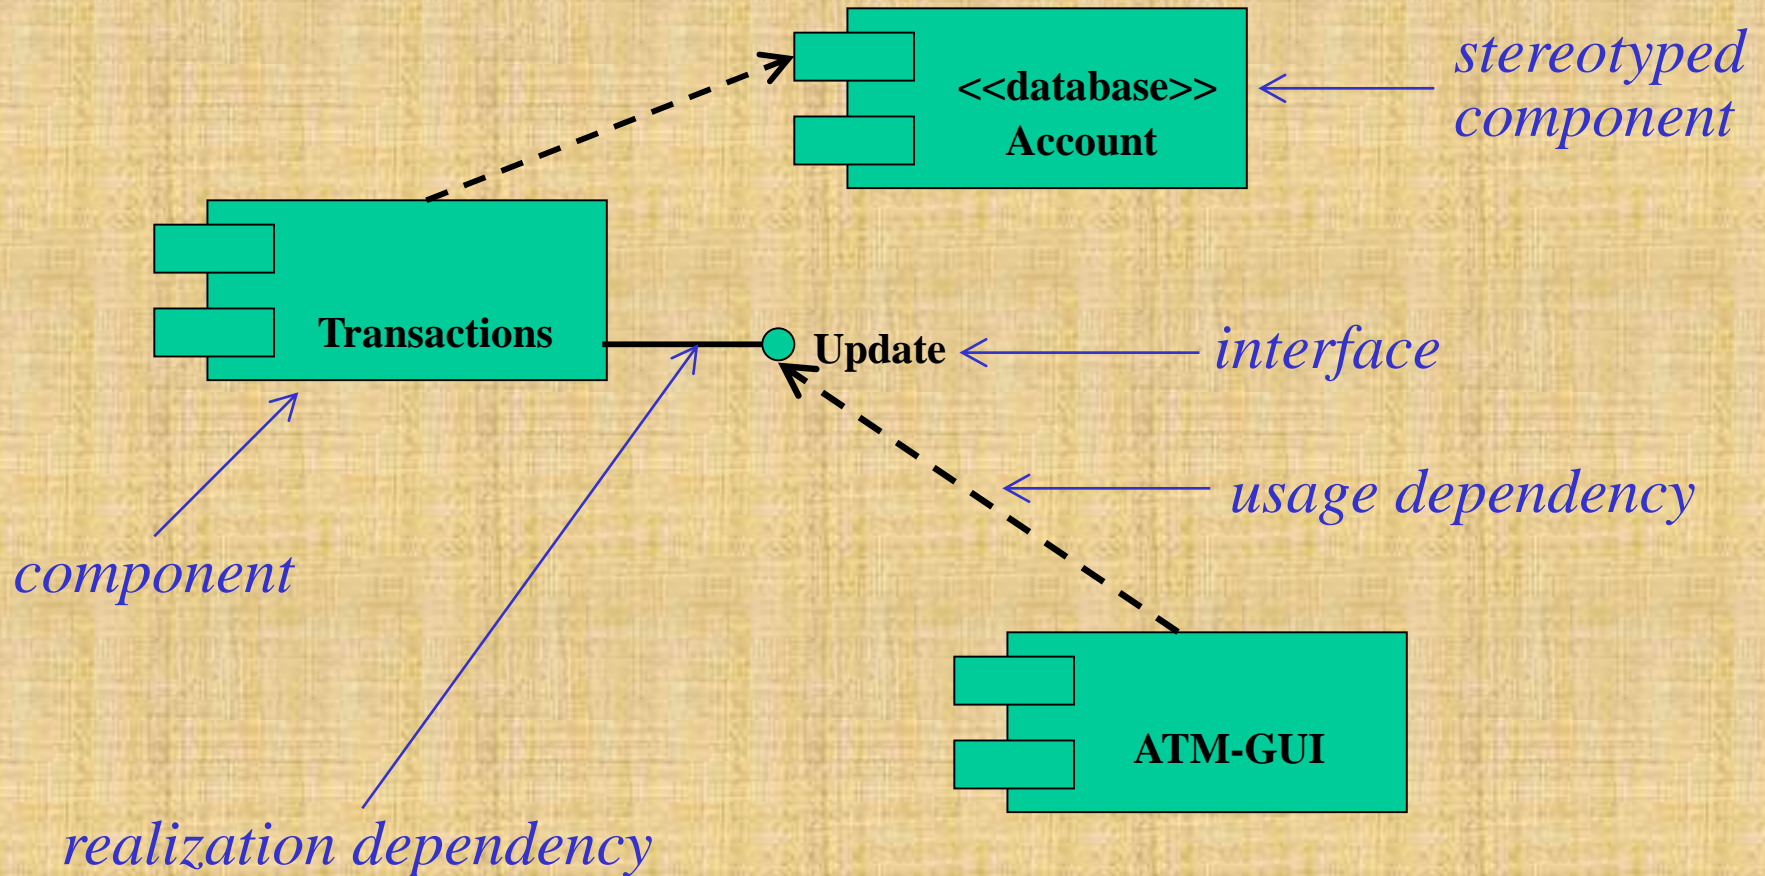 <<database>>
Account
stereotyped
component
Transactions
Update
interface
usage dependency
component
ATM-GUI
realization dependency